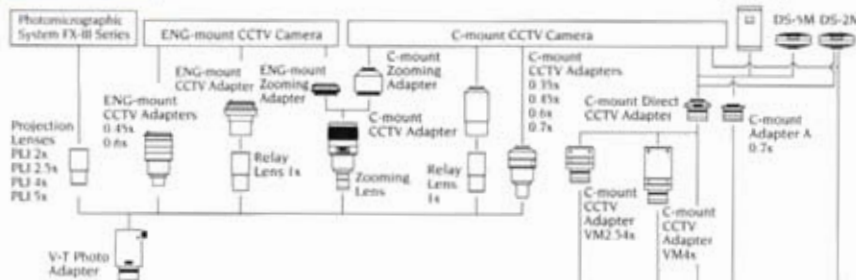 Photomicrographic
System FX-III Series
ENG-mount CCTV Camera
C-mount CCTV Camera
DS-5M
DS-2M
ENG-mount
CCTV Adapter
ENG-mount
Zooming
Adapter
C-mount
Zooming
Adapter
C-mount
CCTV Adapters
0.35x
0.45x
0.6x
0.7x
ENG-mount
CCTV
Adapters
0.45x
0.6x
C-mount
CCTV Adapter
C-mount Direct
CCTV Adapter
C-mount
Adapter A
0.7x
Projection
Lenses
PLI 2x
PLI 2.5x
PLI 4x
PLI 5x
Relay
Lens 1x
Zooming
Lens
Relay
Lens
1x
C-mount
CCTV
Adapter
VM2.54x
C-mount
CCTV
Adapter
VM4x
V-T Photo
Adapter